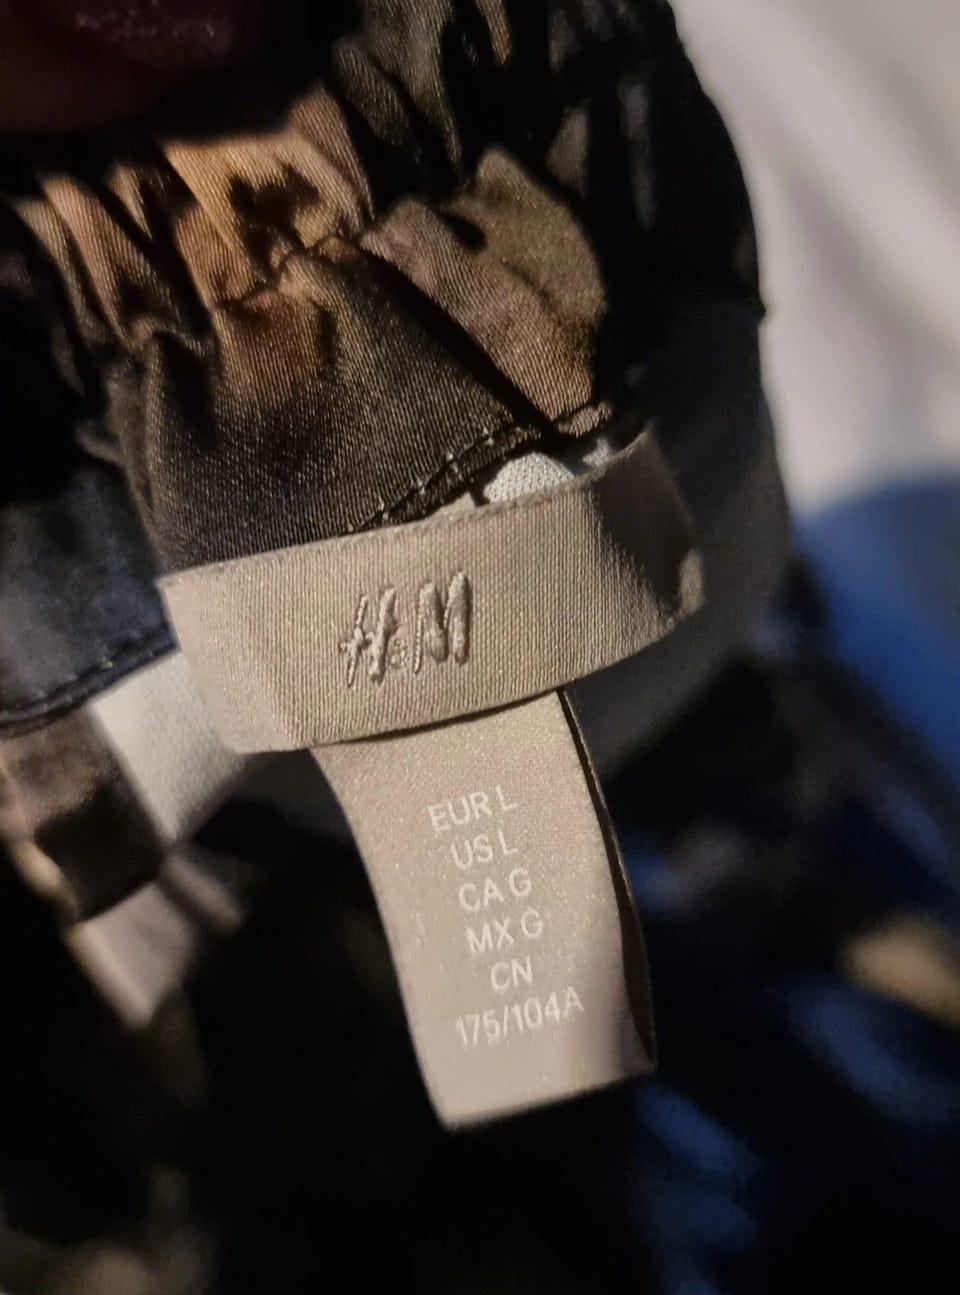 H&M
EUR L
US L
CA G
MX G
CN
175/104A